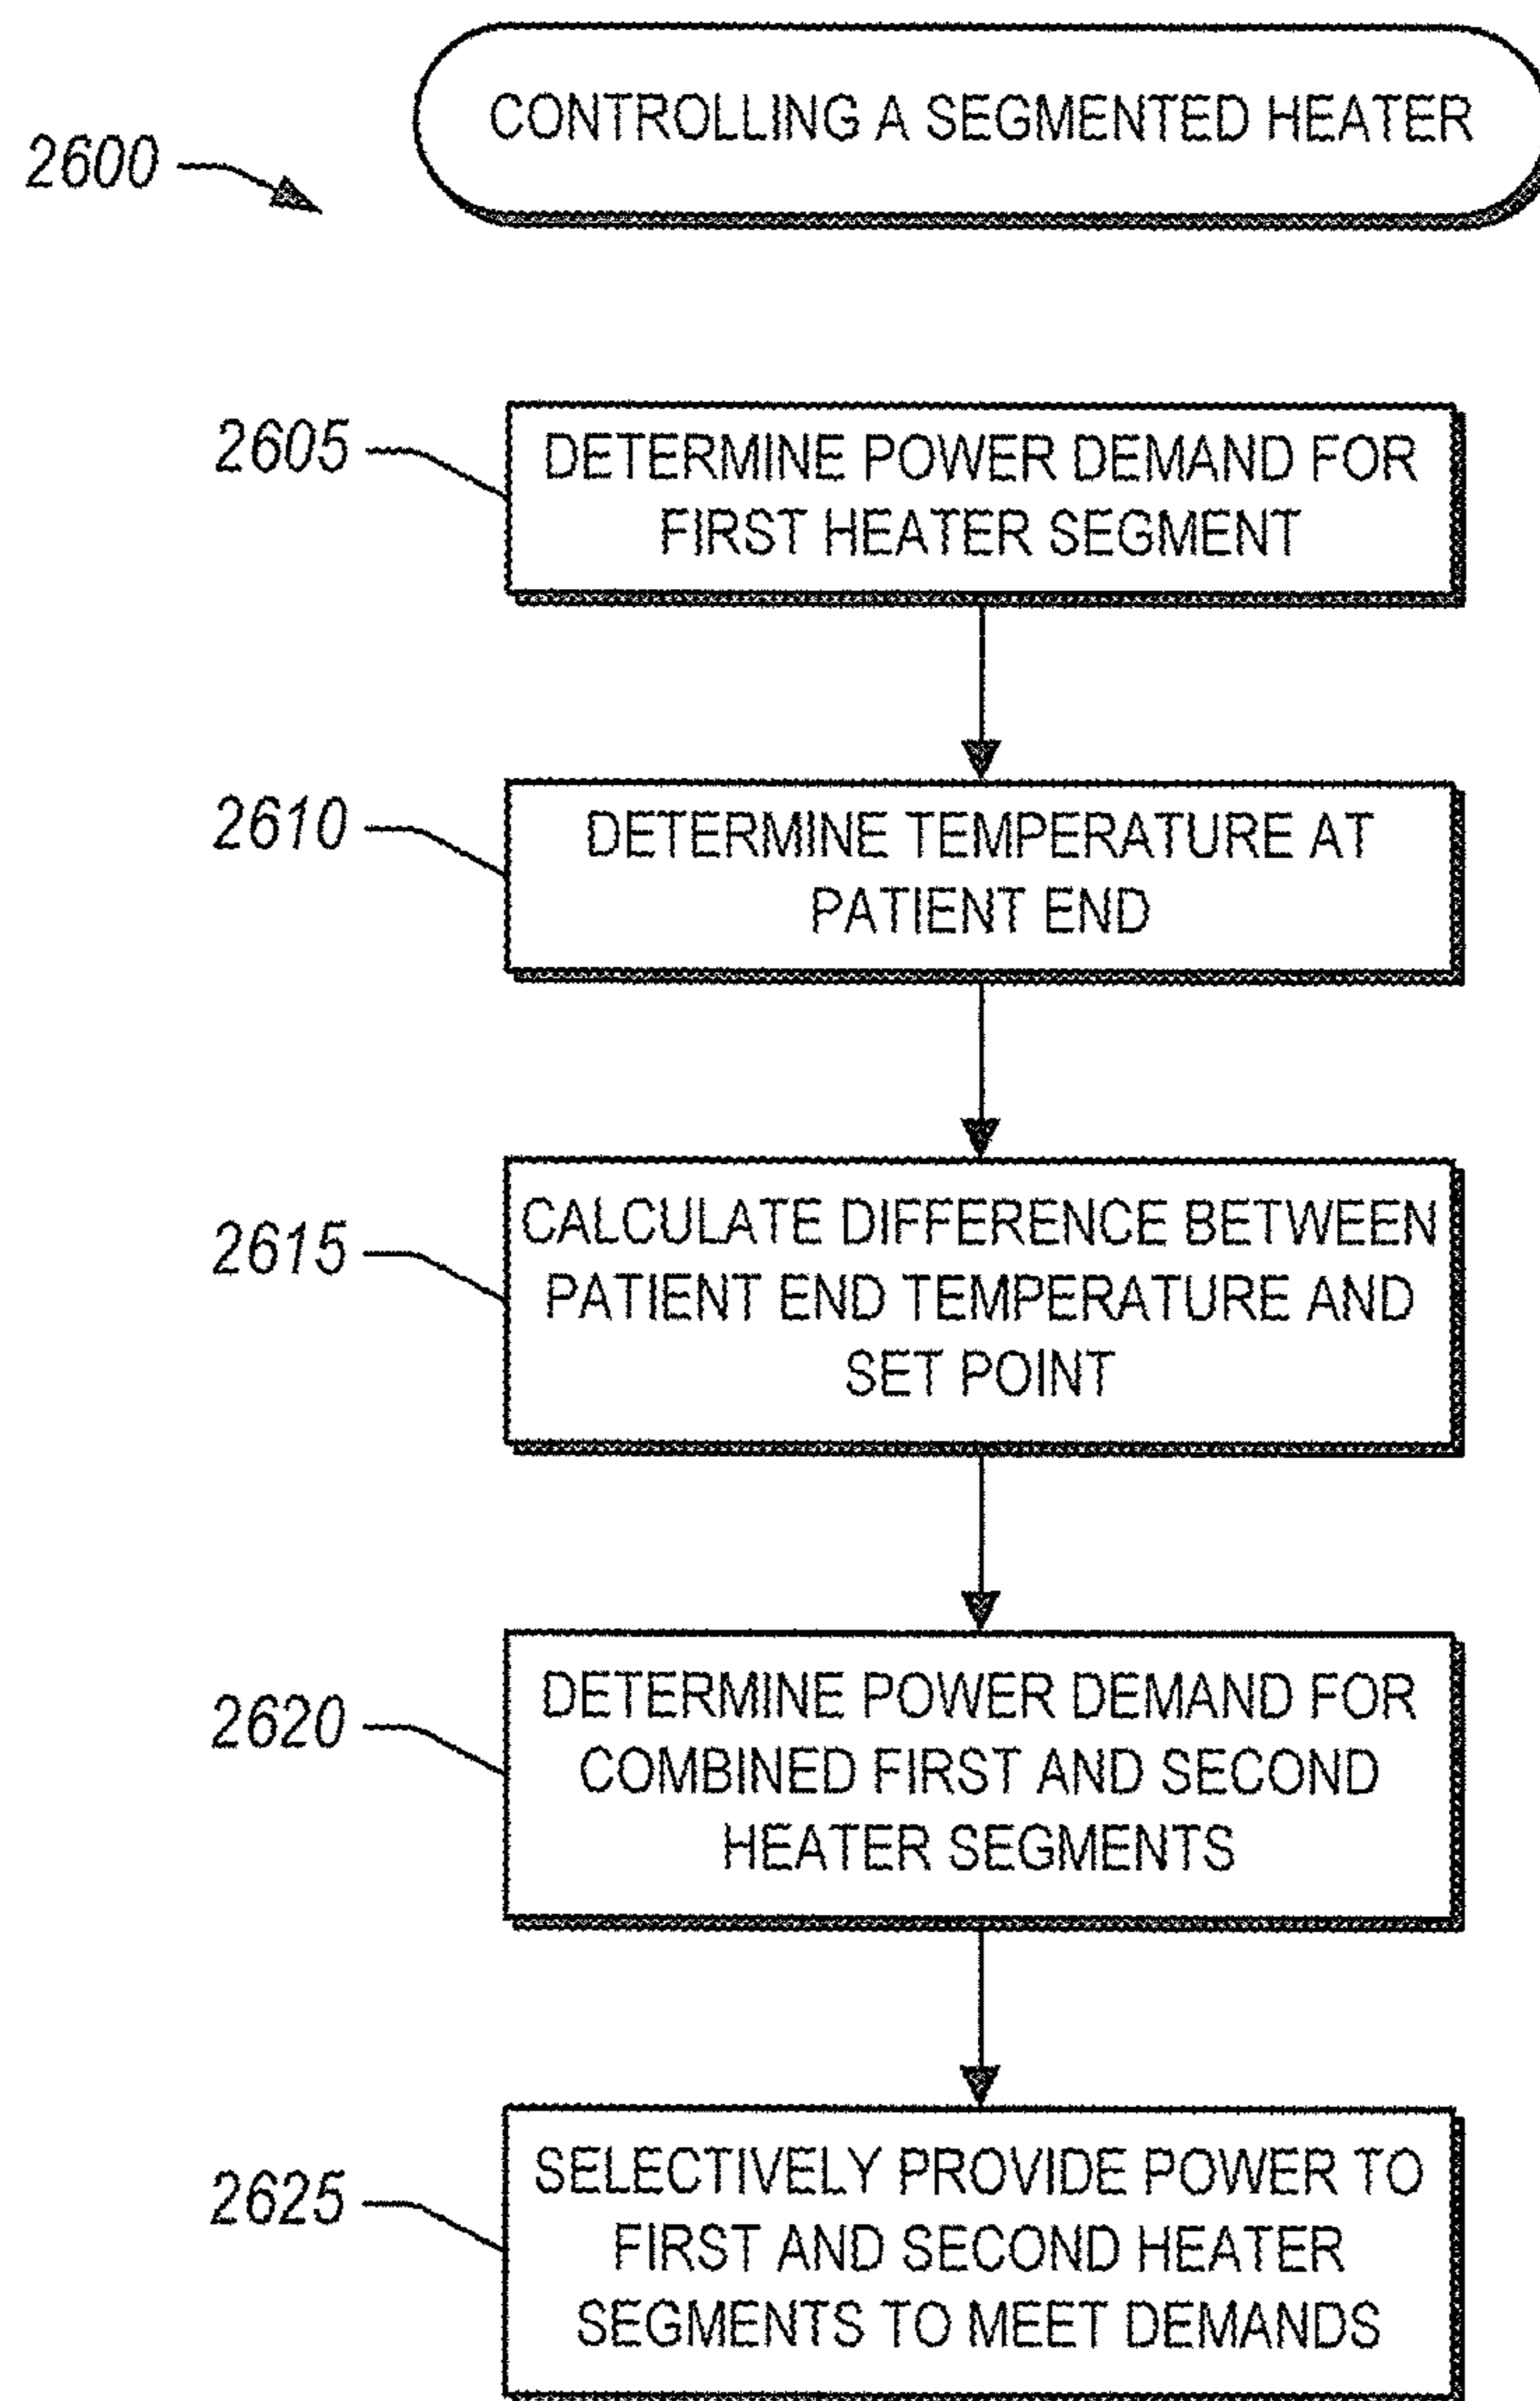 CONTROLLING A SEGMENTED HEATER
2600
2605
DETERMINE POWER DEMAND FOR
FIRST HEATER SEGMENT
2610
DETERMINE TEMPERATURE AT
PATIENT END
2615
CALCULATE DIFFERENCE BETWEEN
PATIENT END TEMPERATURE AND
SET POINT
2620
DETERMINE POWER DEMAND FOR
COMBINED FIRST AND SECOND
HEATER SEGMENTS
2625
SELECTIVELY PROVIDE POWER TO
FIRST AND SECOND HEATER
SEGMENTS TO MEET DEMANDS